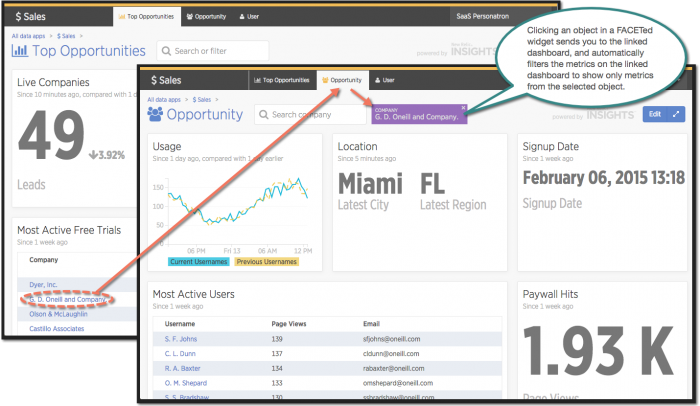 $ Sales
Top Opportunities
Opportunity
User
SaaS Personatron
All data apps > $ Sales >
Top Opportunities
Search or filter
powered by
INSIGHTS
Live Companies
Since 10 minutes ago, compared with 1 d
49
3.92%
Leads
Most Active Free Trials
Since 1 week ago
Company
Dyer, Inc.
G. D. Oneill and Company.
Olson & McLaughlin
Castillo Associates
Clicking an object in a FACETed
widget sends you to the linked
dashboard, and automatically
filters the metrics on the linked
dashboard to show only metrics
from the selected object.
$ Sales
Top Opportunities
Opportunity
User
All data apps > $ Sales >
Opportunity
Search company
COMPANY
G. D. Oneill and Company.
powered by INSIGHTS
Edit
Usage
Since 1 day ago, compared with 1 day earlier
150
100
50
0
06 PM
Fri 13
06 AM
12 PM
Current Usernames
Previous Usernames
Location
Since 5 minutes ago
Miami
FL
Latest City
Latest Region
Signup Date
Since 1 week ago
February 06, 2015 13:18
Signup Date
Most Active Users
Since 1 week ago
Username Page Views Email
S. F. Johns 139 sfjohns@oneill.com
C. L. Dunn 137 cldunn@oneill.com
R. A. Baxter 134 rabaxter@oneill.com
O. M. Shepard 133 omshepard@oneill.com
S. S. Bradshaw 130 ssbradshaw@oneill.com
Paywall Hits
Since 1 week ago
1.93 K
Page Views